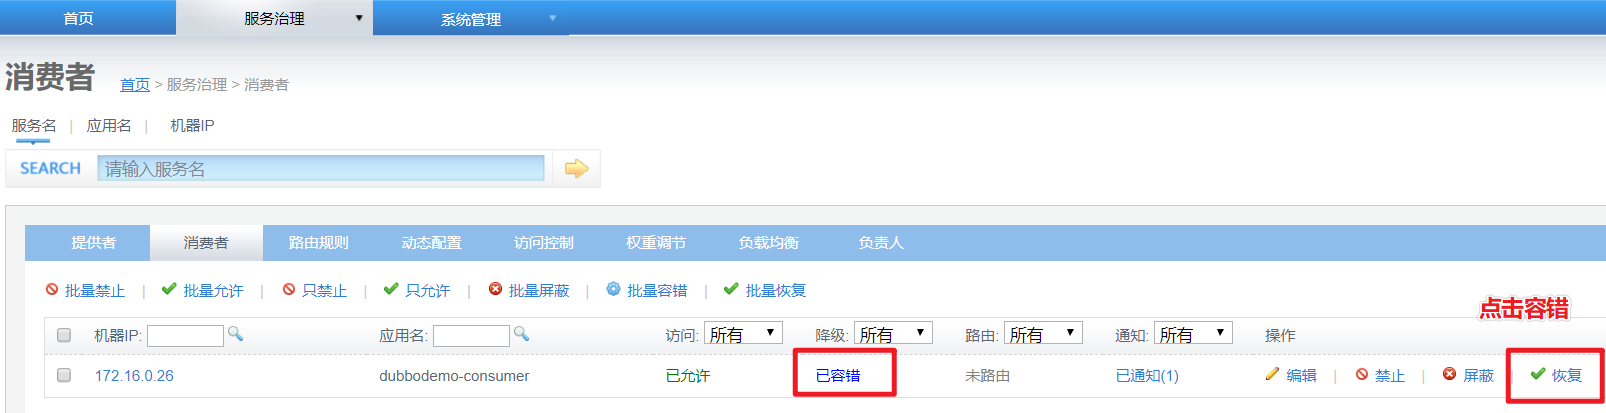 首页 服务治理 系统管理
消费者 首页 > 服务治理 > 消费者
服务名 | 应用名 | 机器IP
SEARCH 请输入服务名
提供者 消费者 路由规则 动态配置 访问控制 权重调节 负载均衡 负责人
批量禁止 | 批量允许 | 只禁止 | 只允许 | 批量屏蔽 | 批量容错 | 批量恢复
点击容错
机器IP: 应用名: 访问: 所有 降级: 所有 路由: 所有 通知: 所有 操作
172.16.0.26 dubbodemo-consumer 已允许 已容错 未路由 已通知(1) 编辑 | 禁止 | 屏蔽 | 恢复